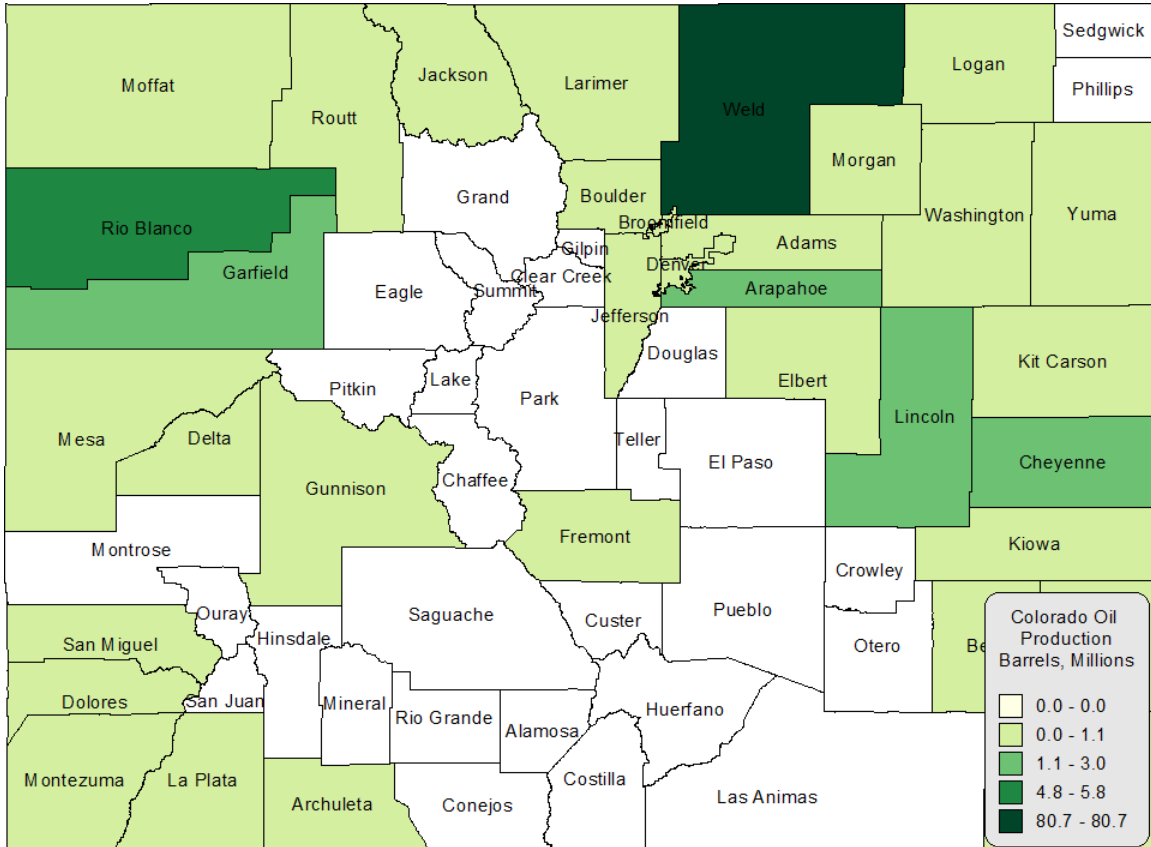 Sedgwick
Logan
Jackson
Larimer
Moffat
Phillips
Routt
Weld
Morgan
Grand
Boulder
Washington
Yuma
Rio Blanco
Broomfield
Adams
Gilpin
Garfield
Denver
Clear Creek
Eagle
Summit
Arapahoe
Jefferson
Douglas
Kit Carson
Lake
Elbert
Pitkin
Park
Lincoln
Mesa
Delta
Teller
El Paso
Cheyenne
Chaffee
Gunnison
Fremont
Kiowa
Montrose
Crowley
Ouray
Saguache
Pueblo
Hinsdale
Custer
San Miguel
Otero
Be
San Juan
Dolores
Mineral
Rio Grande
Huerfano
Alamosa
Montezuma
La Plata
Costilla
Archuleta
Conejos
Las Animas
Colorado Oil
Production
Barrels, Millions
0.0 - 0.0
0.0 - 1.1
1.1 - 3.0
4.8 - 5.8
80.7 - 80.7